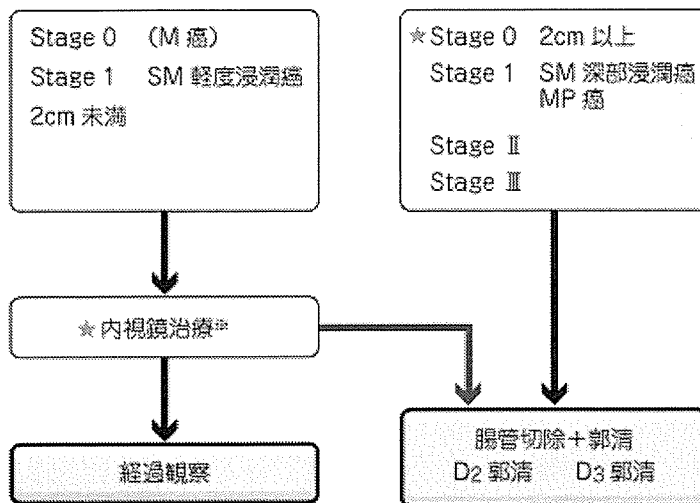 Stage 0 (M 癌)
Stage 1 SM 軽度浸潤癌
2cm 未満
★Stage 0 2cm 以上
Stage 1 SM 深部浸潤癌
MP 癌
Stage Ⅱ
Stage Ⅲ
★内視鏡治療※
経過観察
腸管切除+郭清
D2 郭清 D3 郭清